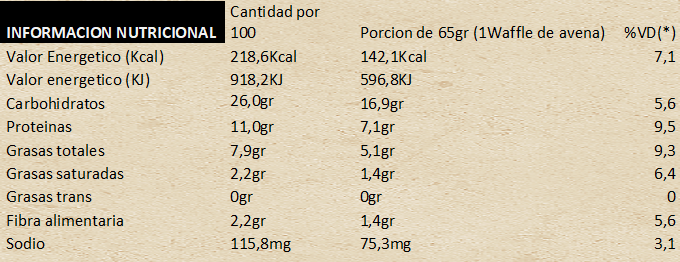 Cantidad por
INFORMACION NUTRICIONAL 100 Porcion de 65gr (1Waffle de avena) %VD(*)
Valor Energetico (Kcal) 218,6Kcal 142,1Kcal 7,1
Valor energetico (KJ) 918,2KJ 596,8KJ
Carbohidratos 26,0gr 16,9gr 5,6
Proteinas 11,0gr 7,1gr 9,5
Grasas totales 7,9gr 5,1gr 9,3
Grasas saturadas 2,2gr 1,4gr 6,4
Grasas trans 0gr 0gr 0
Fibra alimentaria 2,2gr 1,4gr 5,6
Sodio 115,8mg 75,3mg 3,1